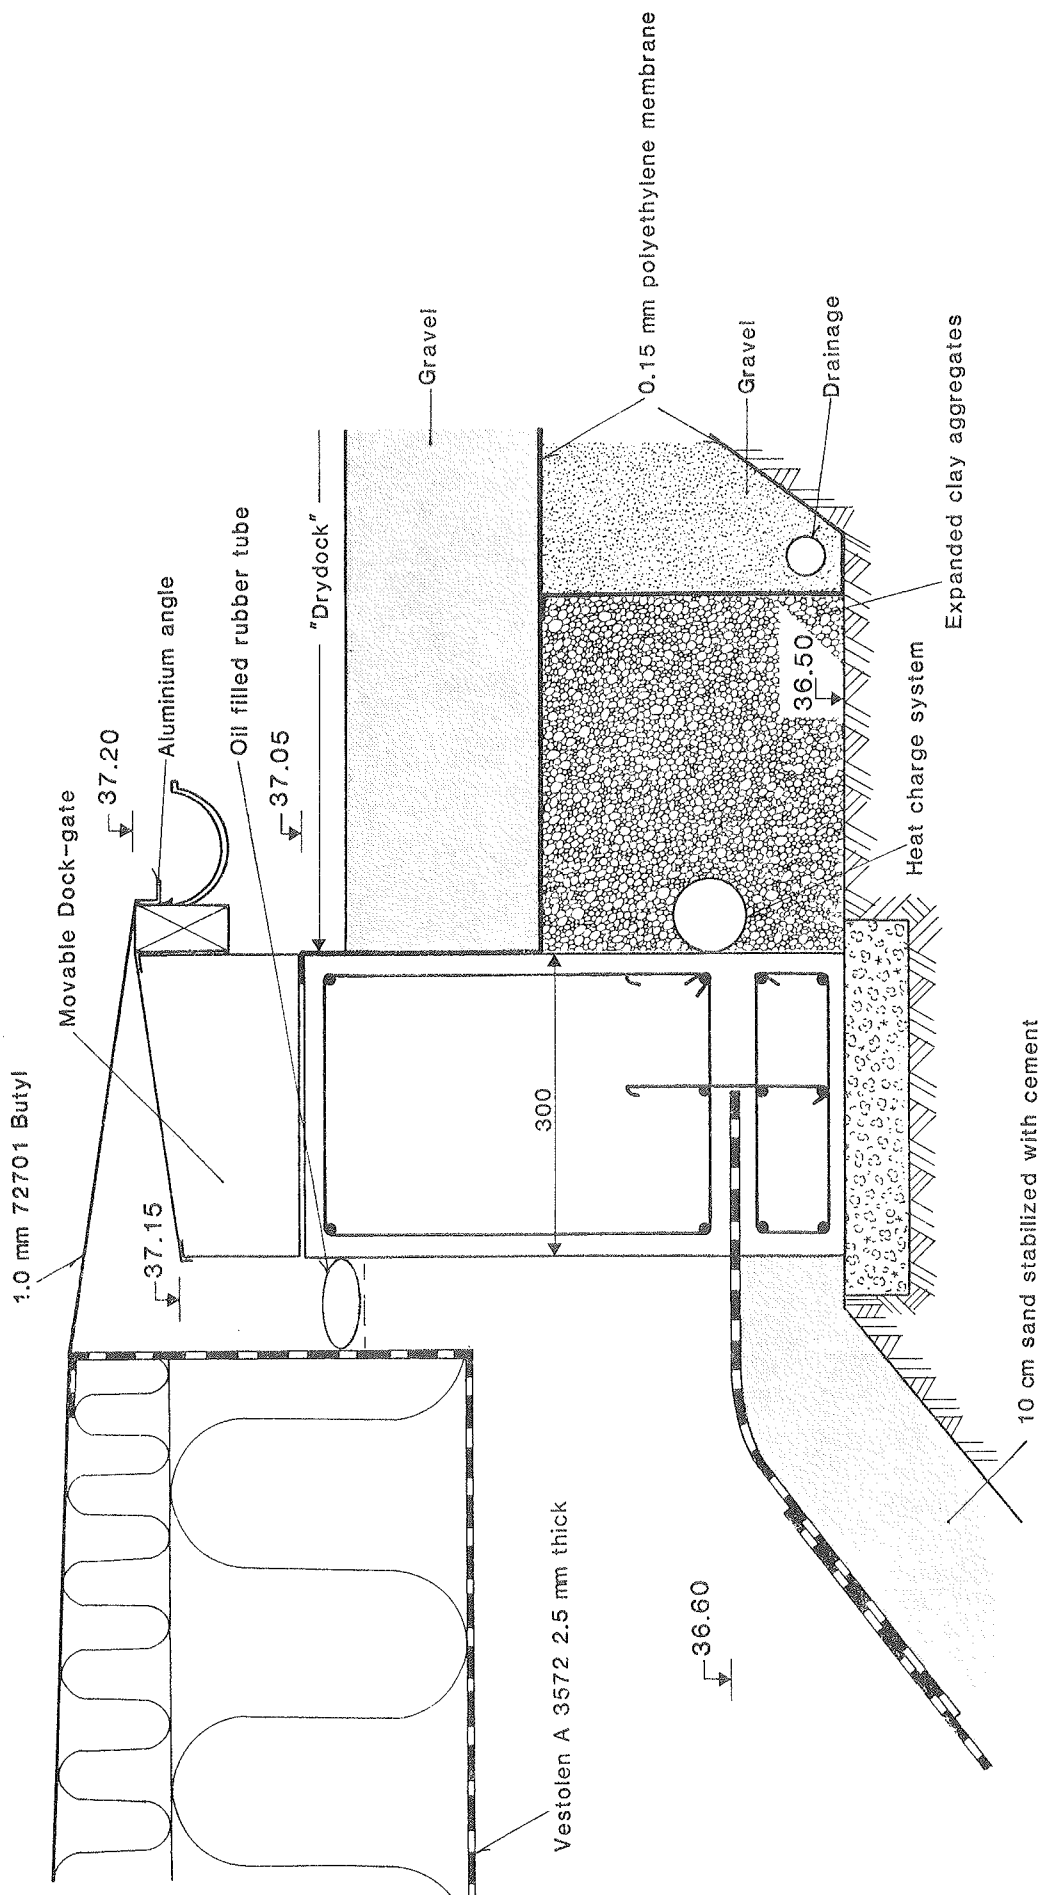 1.0 mm 72701 Butyl
Movable Dock-gate
37.20
Aluminium angle
Oil filled rubber tube
37.15
37.05
"Drydock"
Gravel
0.15 mm polyethylene membrane
300
Gravel
Drainage
36.50
Expanded clay aggregates
Heat charge system
Vestolen A 3572 2.5 mm thick
36.60
10 cm sand stabilized with cement